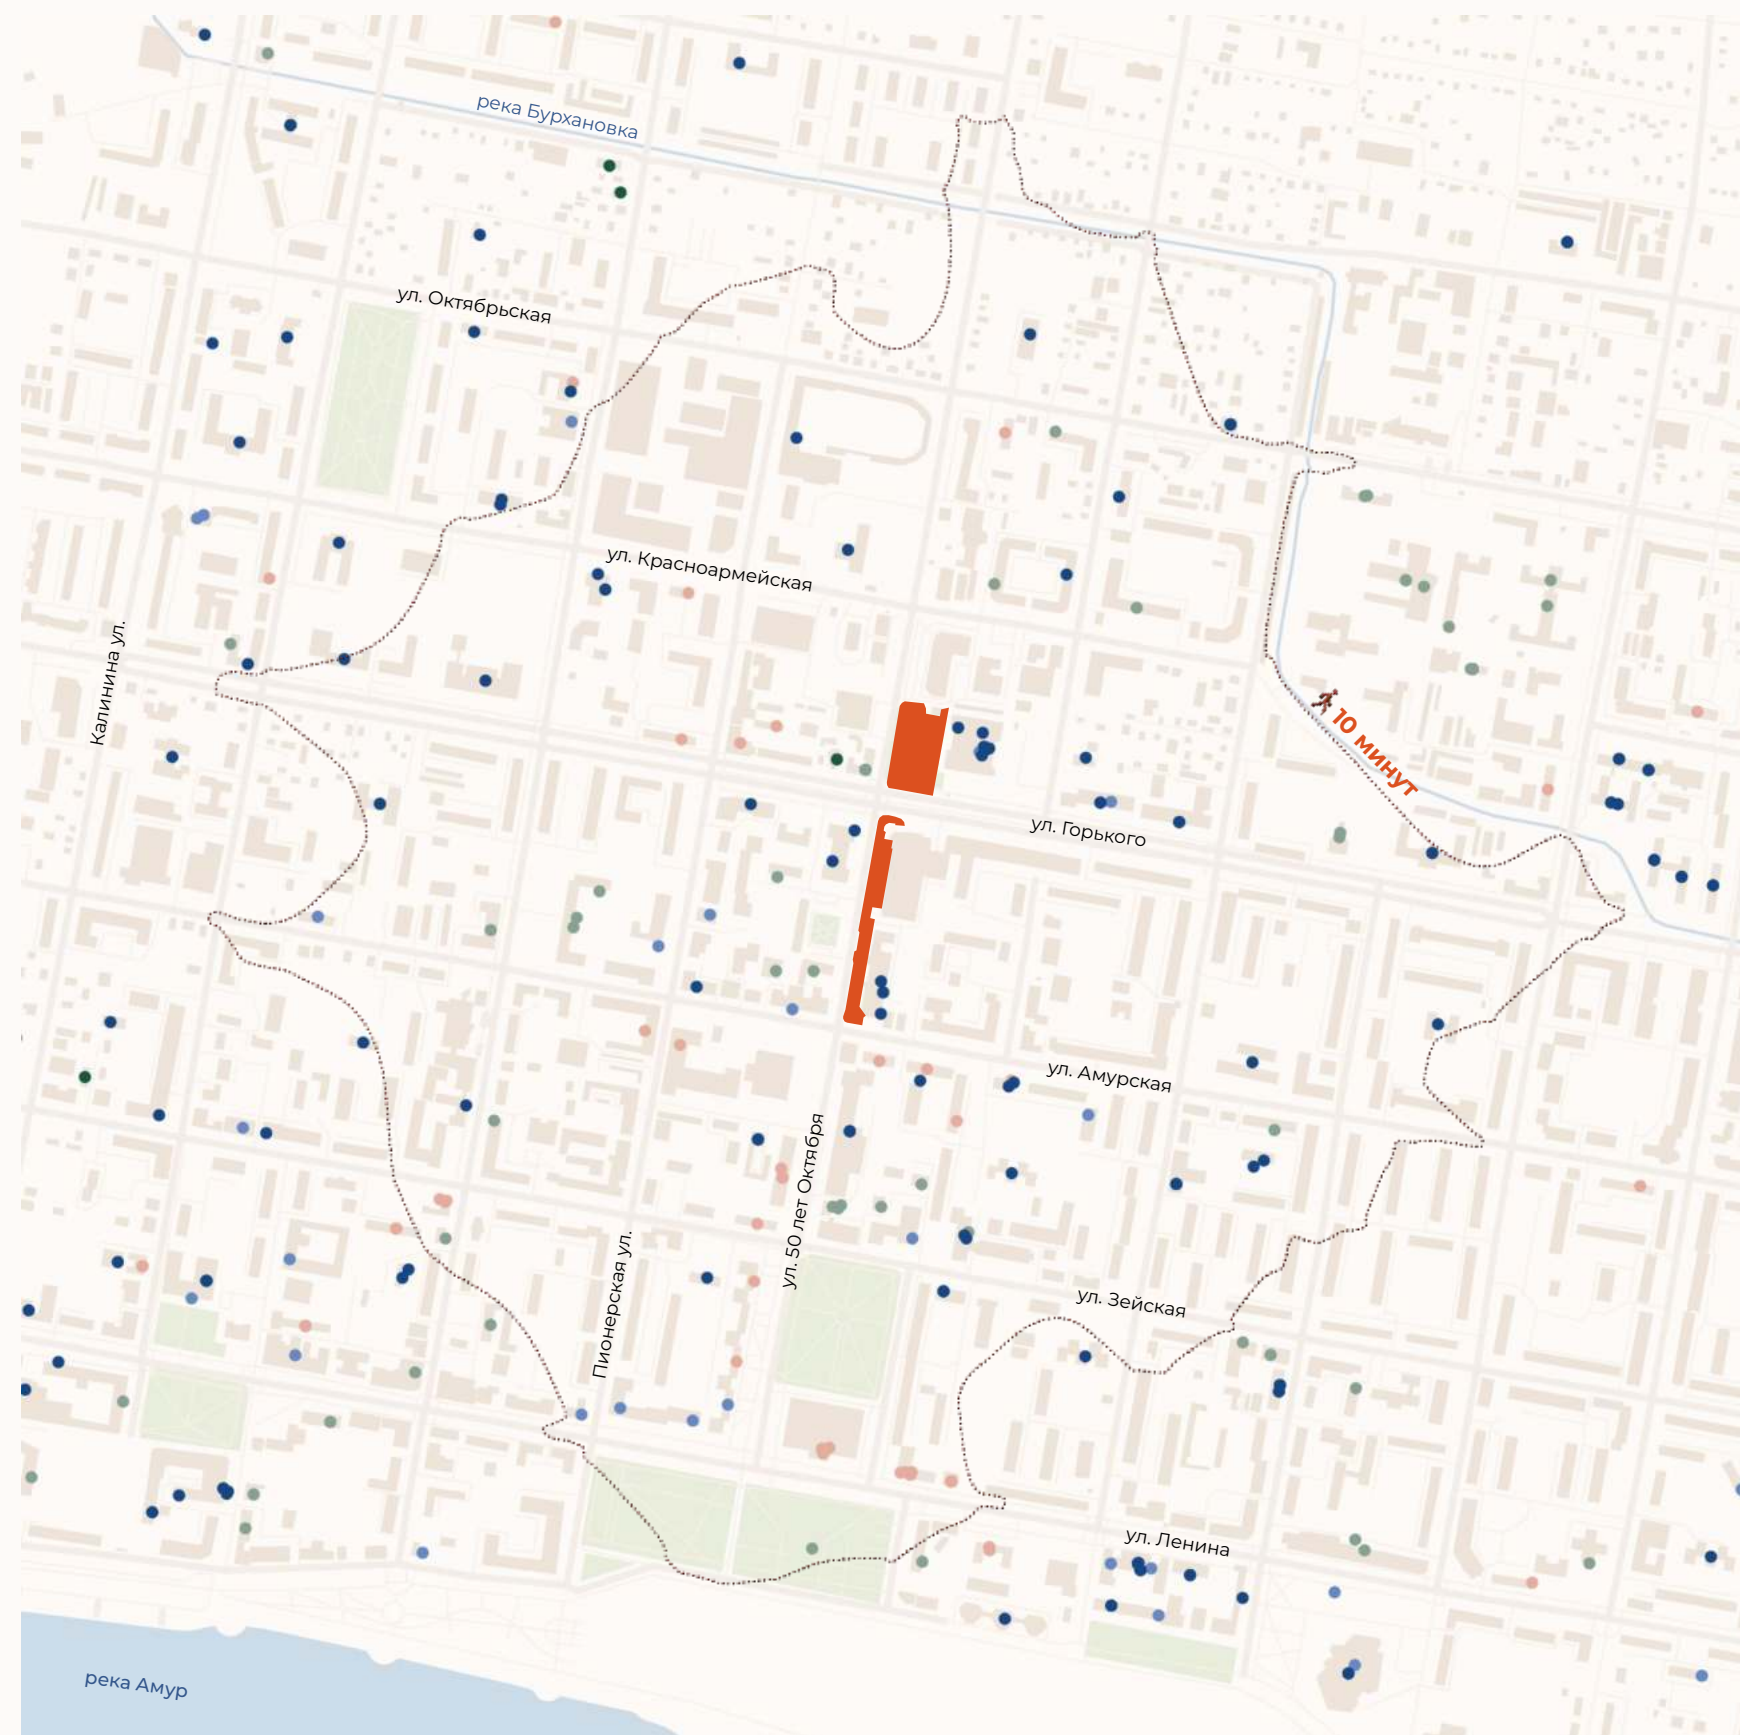 река Бурхановка
ул. Октябрьская
ул. Красноармейская
Калинина ул.
10 минут
ул. Горького
ул. Амурская
ул. 50 лет Октября
Пионерская ул.
ул. Зейская
ул. Ленина
река Амур